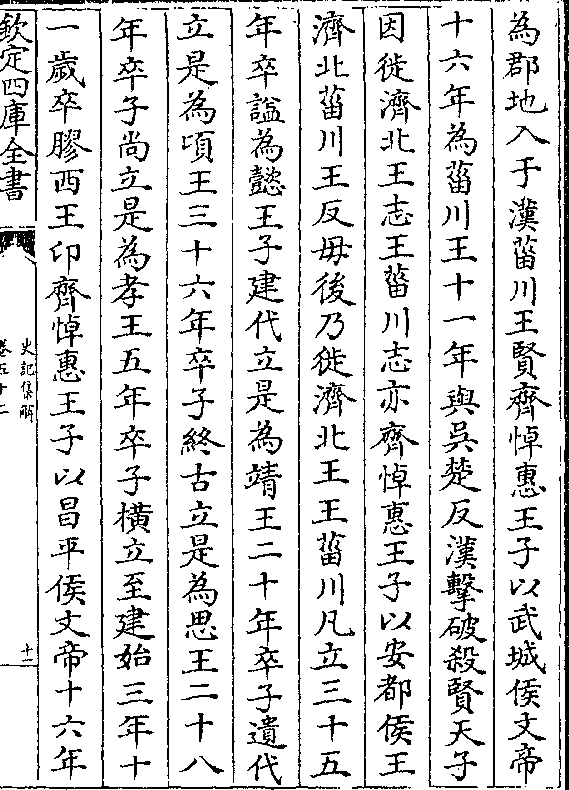 為郡地入于漢菑川王賢齊悼惠王子以武城侯文帝
十六年為菑川王十一年與吳楚反漢擊破殺賢天子
因徙濟北王志王菑川志亦齊悼惠王子以安都侯王
濟北菑川王反毋後乃徙濟北王王菑川凡立三十五
年卒諡為懿王子建代立是為靖王二十年卒子遺代
立是為頃王三十六年卒子終古立是為思王二十八
年卒子尚立是為孝王五年卒子橫立至建始三年十
一歲卒膠西王卬齊悼惠王子以昌平侯文帝十六年
欽定四庫全書
史記集解
卷五十二
十二